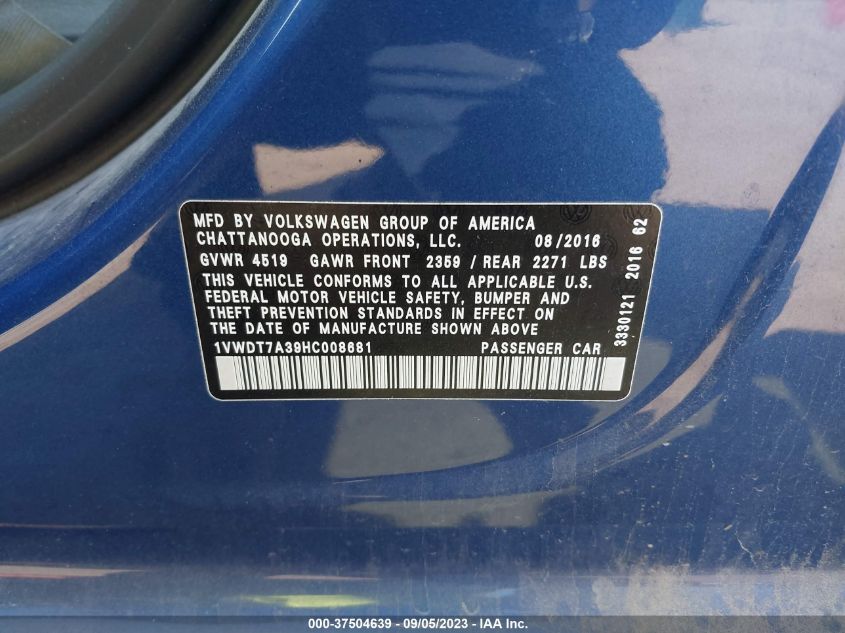 MFD BY VOLKSWAGEN GROUP OF AMERICA
CHATTANOOGA OPERATIONS, LLC. 08/2016
GVWR 4519 GAWR FRONT 2359 / REAR 2271 LBS
THIS VEHICLE CONFORMS TO ALL APPLICABLE U.S.
FEDERAL MOTOR VEHICLE SAFETY, BUMPER AND
THEFT PREVENTION STANDARDS IN EFFECT ON
THE DATE OF MANUFACTURE SHOWN ABOVE
1VWDT7A39HC008681 PASSENGER CAR
3330121 2016 62
000-37504639 - 09/05/2023 - IAA Inc.